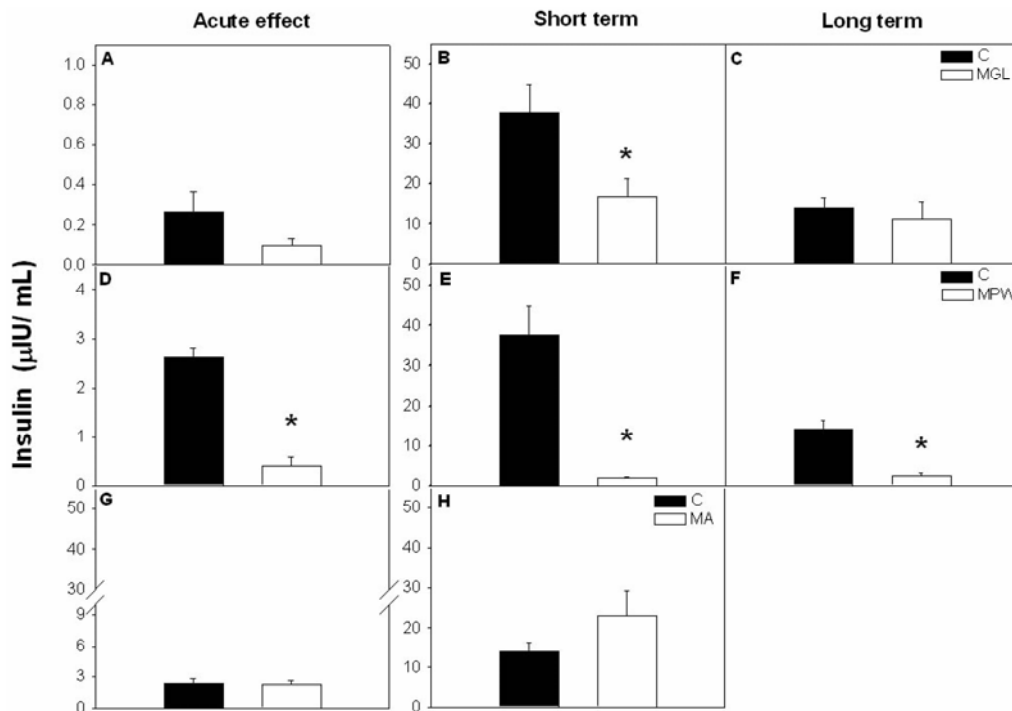 Acute effect
Short term
Long term
Insulin (µIU/ mL)
A
1.0
0.8
0.6
0.4
0.2
0.0
B
50
40
30
20
10
0
*
C
C
MGL
D
4
3
2
1
0
*
E
50
40
30
20
10
0
*
F
C
MPW
*
G
50
40
30
9
6
3
0
H
50
40
30
20
10
0
C
MA